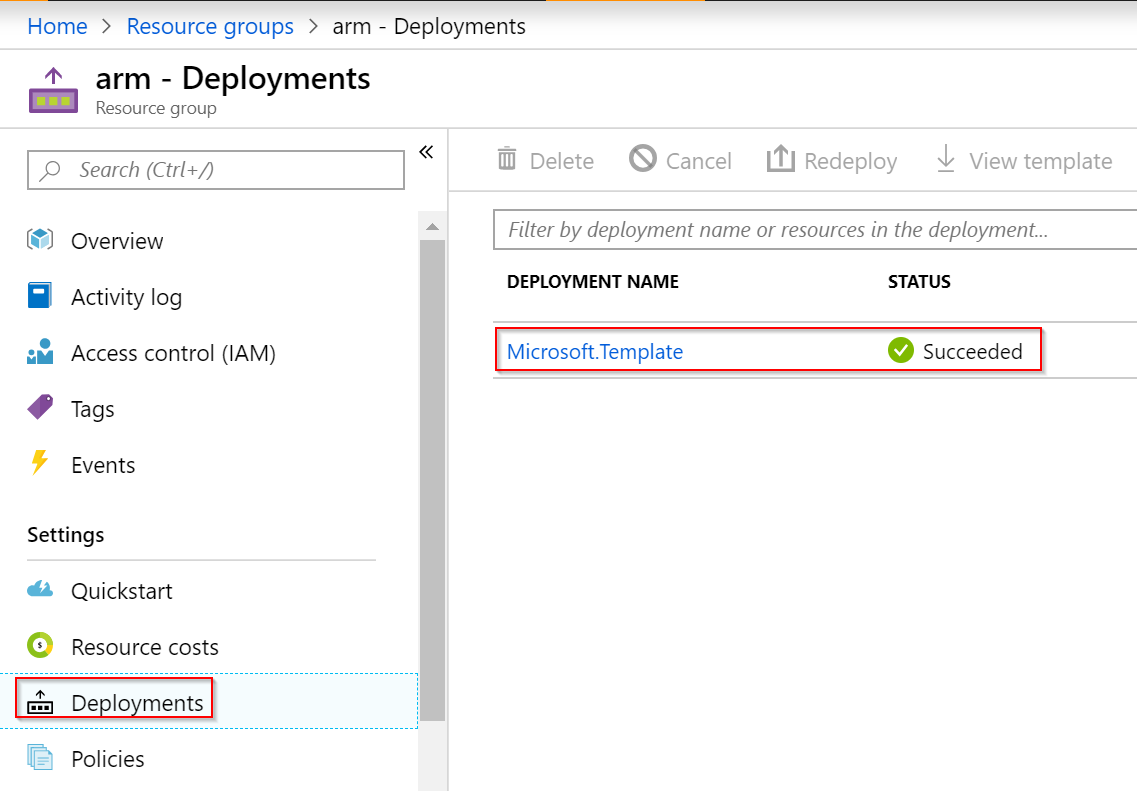 Home > Resource groups > arm - Deployments
arm - Deployments
Resource group
Search (Ctrl+/)
«
Overview
Activity log
Access control (IAM)
Tags
Events
Settings
Quickstart
Resource costs
Deployments
Policies
Delete Cancel Redeploy View template
Filter by deployment name or resources in the deployment...
DEPLOYMENT NAME STATUS
Microsoft.Template Succeeded